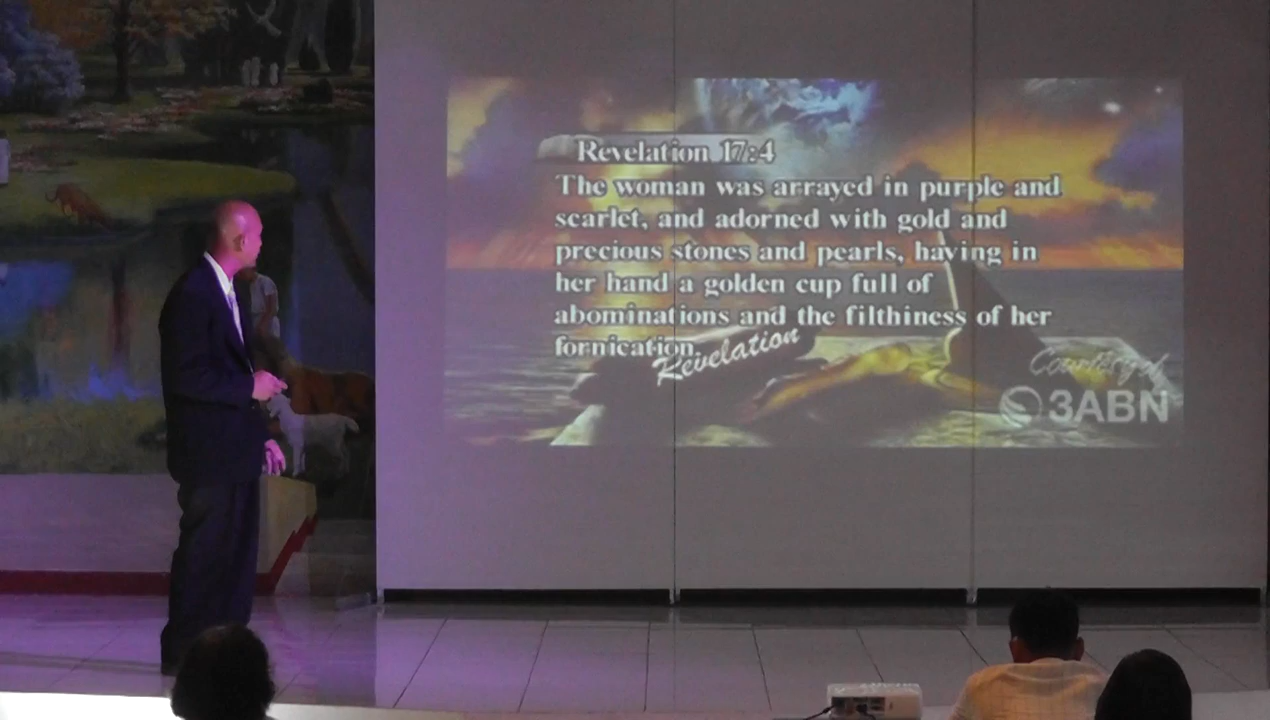 Revelation 17:4
The woman was arrayed in purple and
scarlet, and adorned with gold and
precious stones and pearls, having in
her hand a golden cup full of
abominations and the filthiness of her
fornication.
Revelation
Courtesy of
3ABN